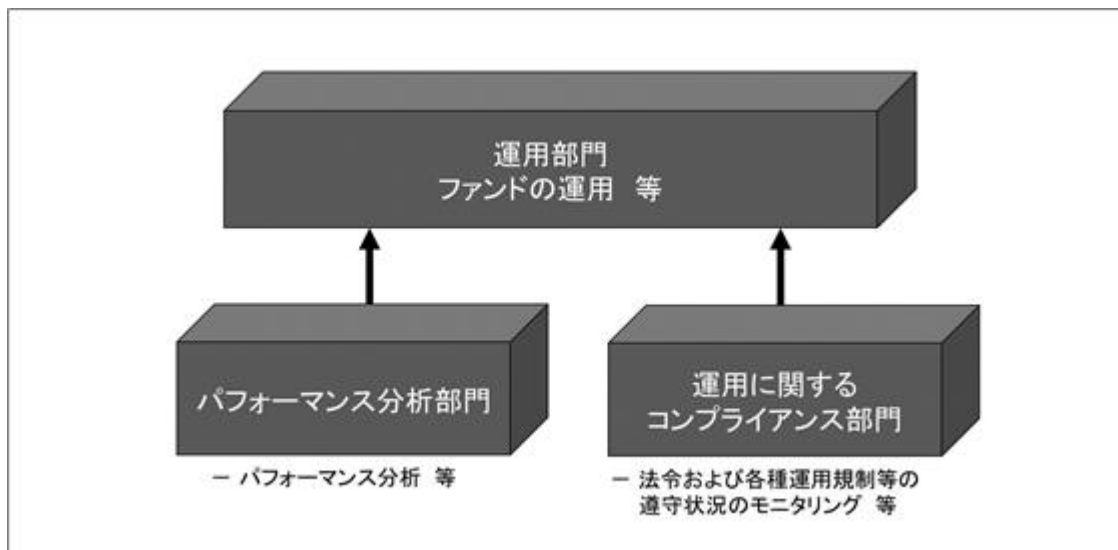 運用部門
ファンドの運用 等
パフォーマンス分析部門
－ パフォーマンス分析 等
運用に関する
コンプライアンス部門
－ 法令および各種運用規制等の
遵守状況のモニタリング 等